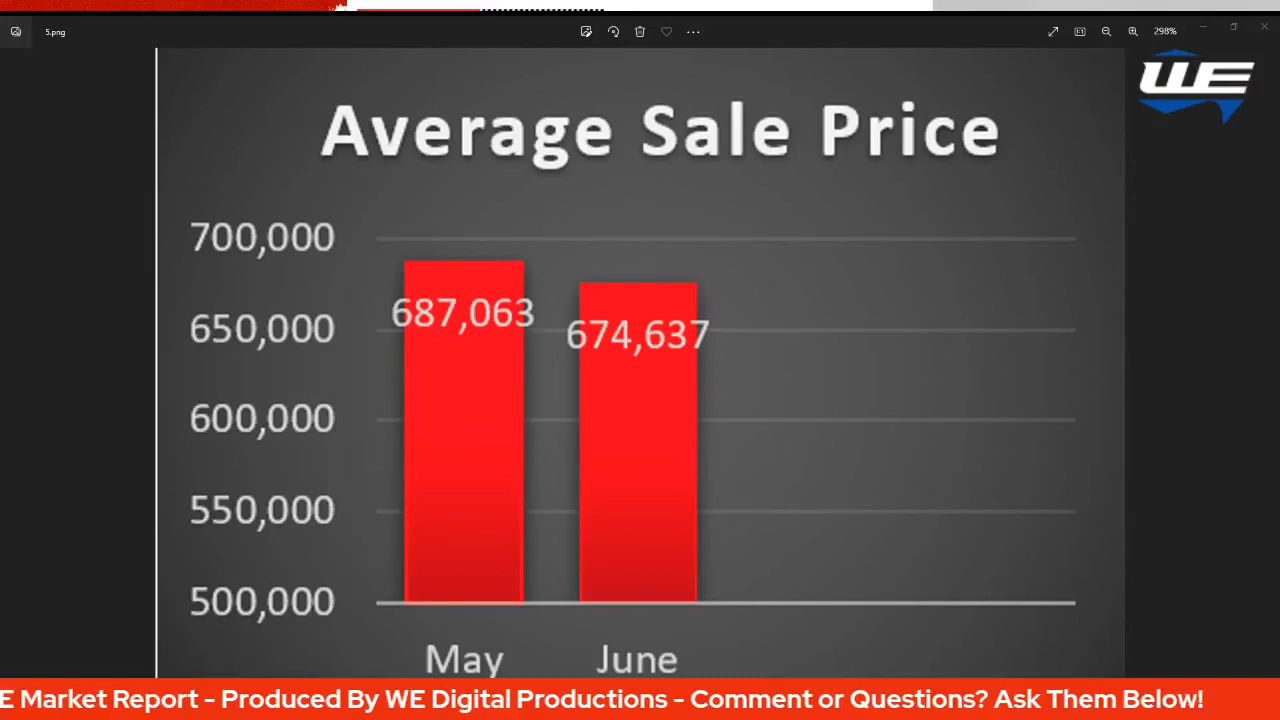 5.png
298%
WE
Average Sale Price
700,000
687,063
650,000
674,637
600,000
550,000
500,000
May June
E Market Report - Produced By WE Digital Productions - Comment or Questions? Ask Them Below!